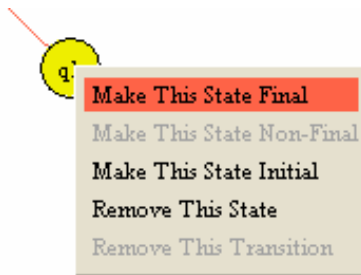 Make This State Final
Make This State Non-Final
Make This State Initial
Remove This State
Remove This Transition